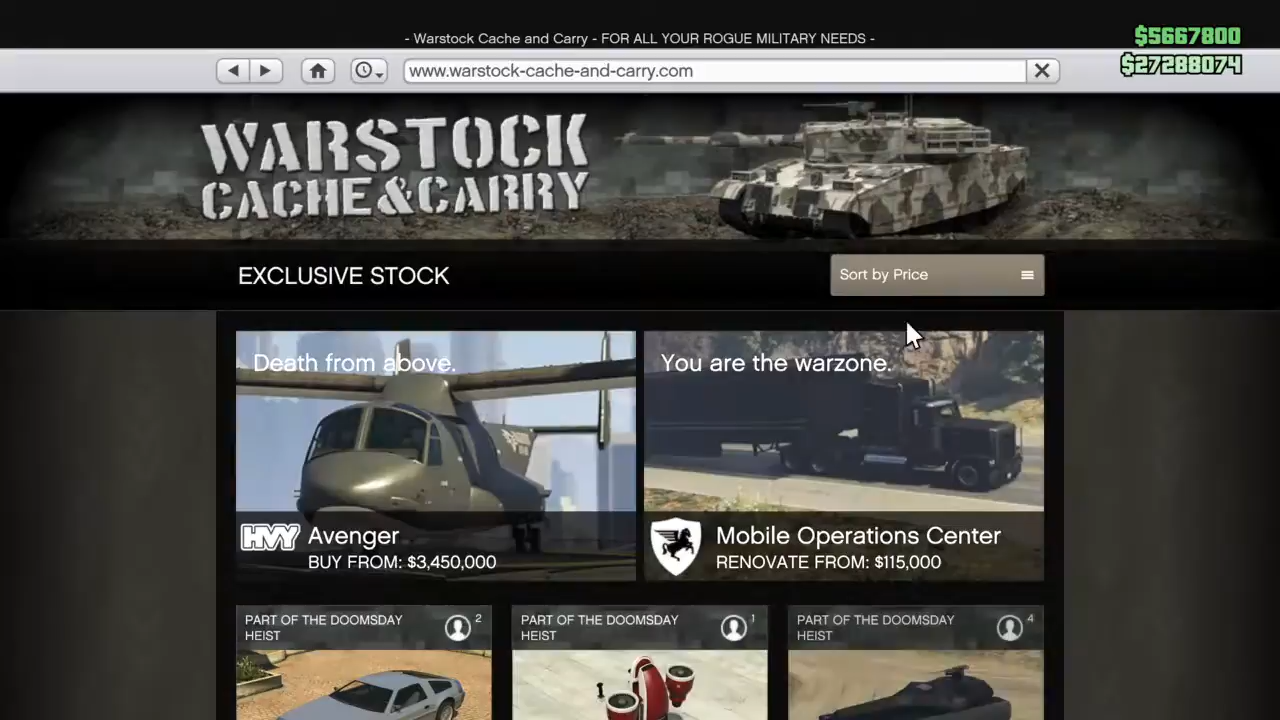 - Warstock Cache and Carry - FOR ALL YOUR ROGUE MILITARY NEEDS -
$5667800
$27288074
www.warstock-cache-and-carry.com
WARSTOCK
CACHE&CARRY
EXCLUSIVE STOCK
Sort by Price
Death from above.
You are the warzone.
HVY Avenger
BUY FROM: $3,450,000
Mobile Operations Center
RENOVATE FROM: $115,000
PART OF THE DOOMSDAY
HEIST
2
PART OF THE DOOMSDAY
HEIST
1
PART OF THE DOOMSDAY
HEIST
4